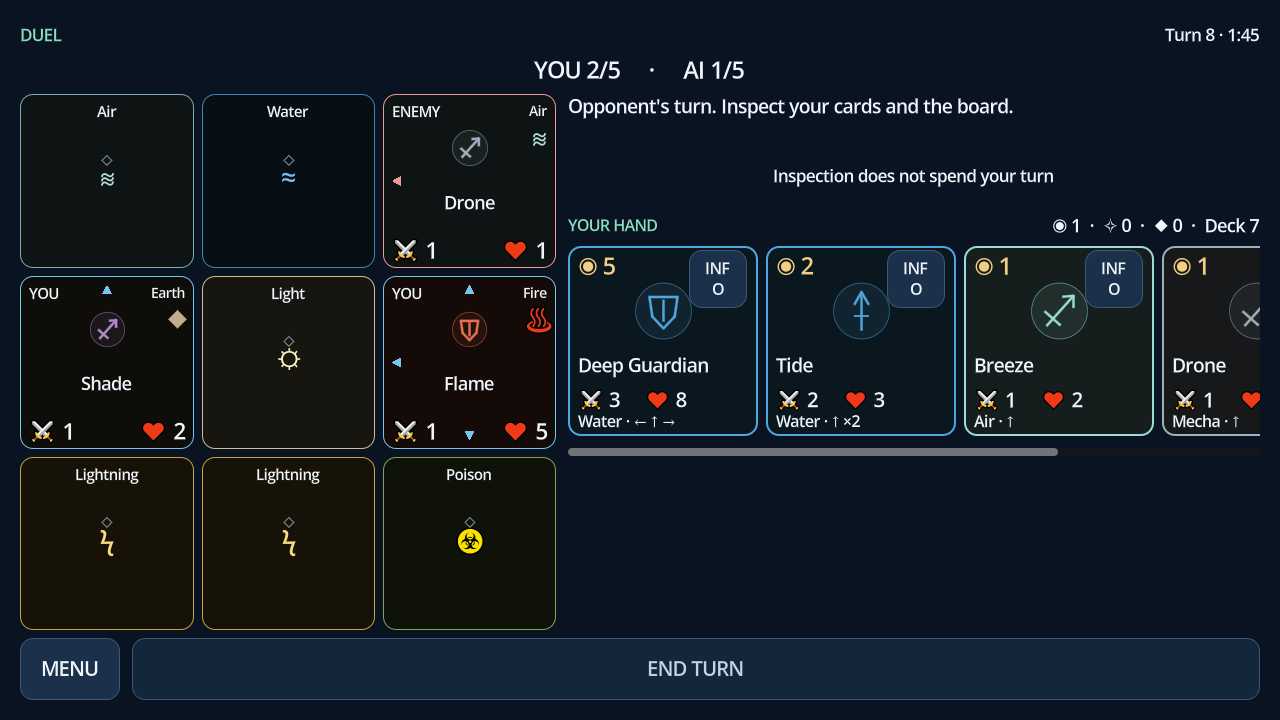 DUEL
Turn 8 · 1:45
YOU 2/5 · AI 1/5
Air
Water
ENEMY Air
Drone
1 1
Opponent's turn. Inspect your cards and the board.
Inspection does not spend your turn
YOUR HAND
1 · 0 · 0 · Deck 7
YOU Earth
Shade
1 2
Light
YOU Fire
Flame
1 5
5 INF
O
Deep Guardian
3 8
Water · ← ↑ →
2 INF
O
Tide
2 3
Water · ↑ ×2
1 INF
O
Breeze
1 2
Air · ↑
1
Drone
1
Mecha · ↑
Lightning
Lightning
Poison
MENU
END TURN